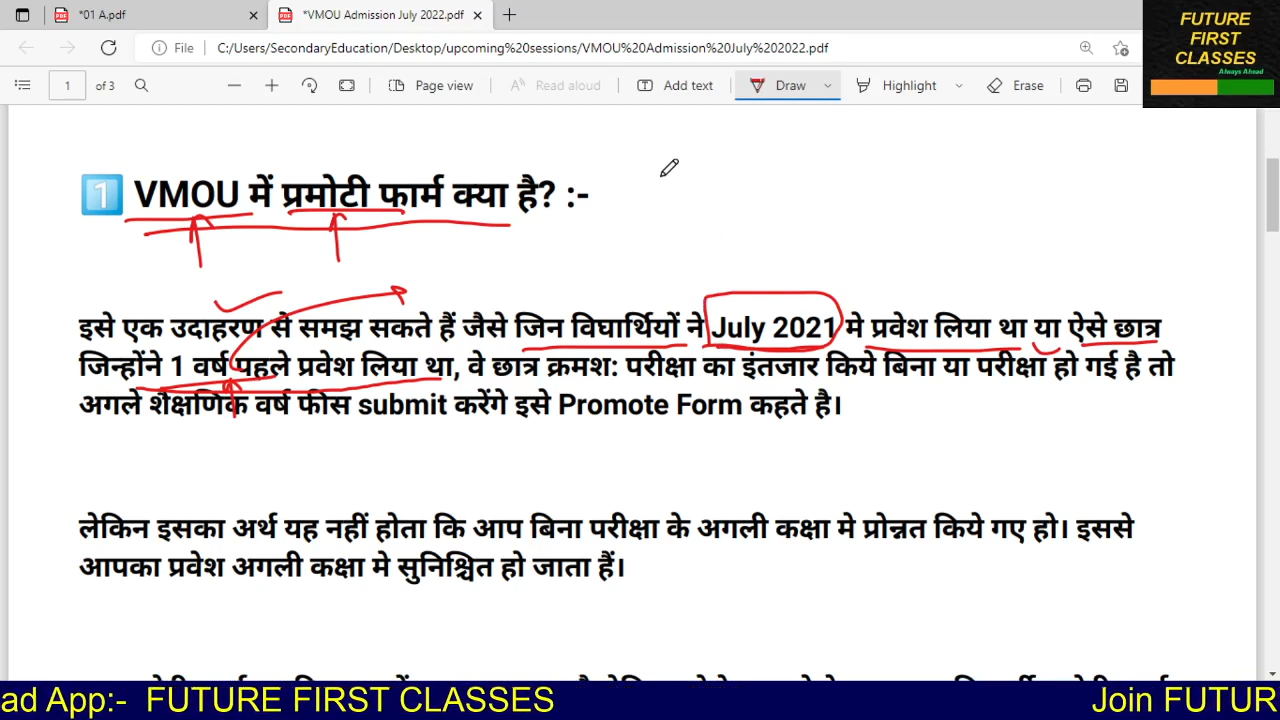 *01 A.pdf
*VMOU Admission July 2022.pdf
FUTURE
FIRST
CLASSES
Always Ahead
File C:/Users/SecondaryEducation/Desktop/upcoming%20sessions/VMOU%20Admission%20July%202022.pdf
1 of 3 Page view Read aloud Add text Draw Highlight Erase
1 VMOU में प्रमोटी फार्म क्या है? :-
इसे एक उदाहरण से समझ सकते हैं जैसे जिन विघार्थियों ने July 2021 मे प्रवेश लिया था या ऐसे छात्र
जिन्होंने 1 वर्ष पहले प्रवेश लिया था, वे छात्र क्रमश: परीक्षा का इंतजार किये बिना या परीक्षा हो गई है तो
अगले शैक्षणिक वर्ष फीस submit करेंगे इसे Promote Form कहते है।
लेकिन इसका अर्थ यह नहीं होता कि आप बिना परीक्षा के अगली कक्षा मे प्रोन्नत किये गए हो। इससे
आपका प्रवेश अगली कक्षा मे सुनिश्चित हो जाता हैं।
ad App:- FUTURE FIRST CLASSES Join FUTUR